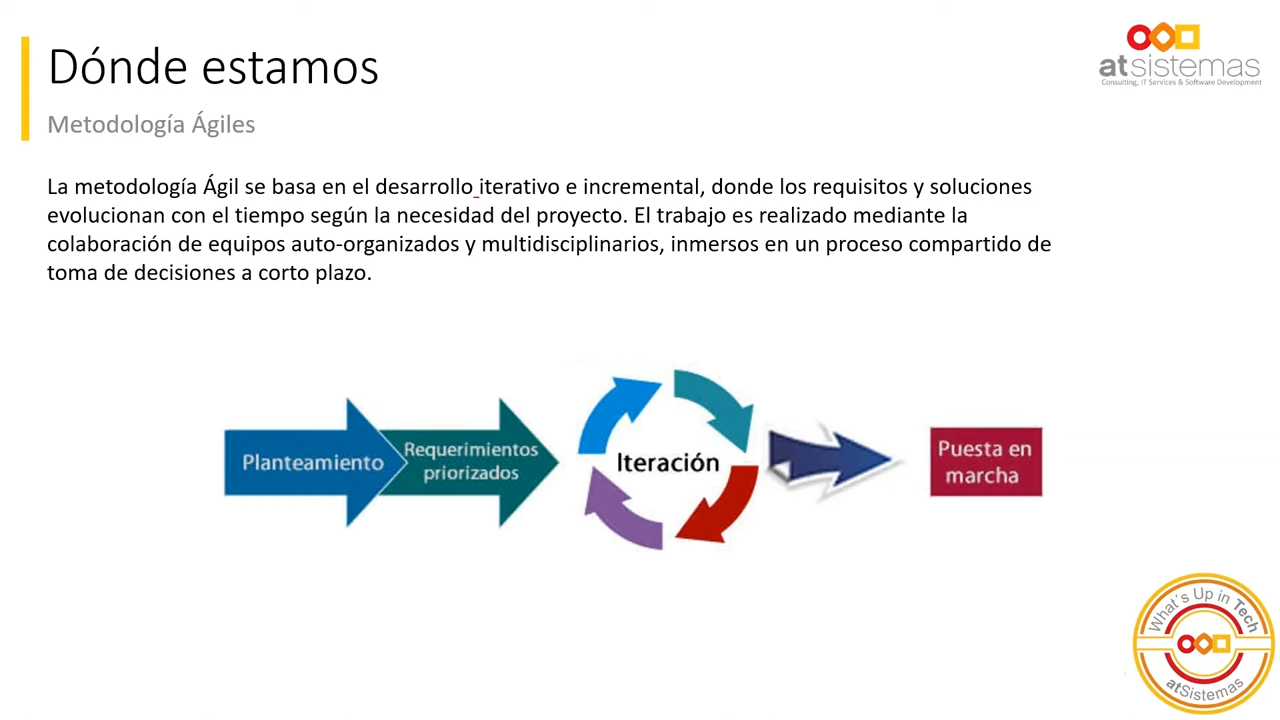 Dónde estamos
Metodología Ágiles
atsistemas
Consulting, IT Services & Software Development
La metodología Ágil se basa en el desarrollo iterativo e incremental, donde los requisitos y soluciones
evolucionan con el tiempo según la necesidad del proyecto. El trabajo es realizado mediante la
colaboración de equipos auto-organizados y multidisciplinarios, inmersos en un proceso compartido de
toma de decisiones a corto plazo.
Planteamiento
Requerimientos
priorizados
Iteración
Puesta en
marcha
What´s Up in Tech
atSistemas